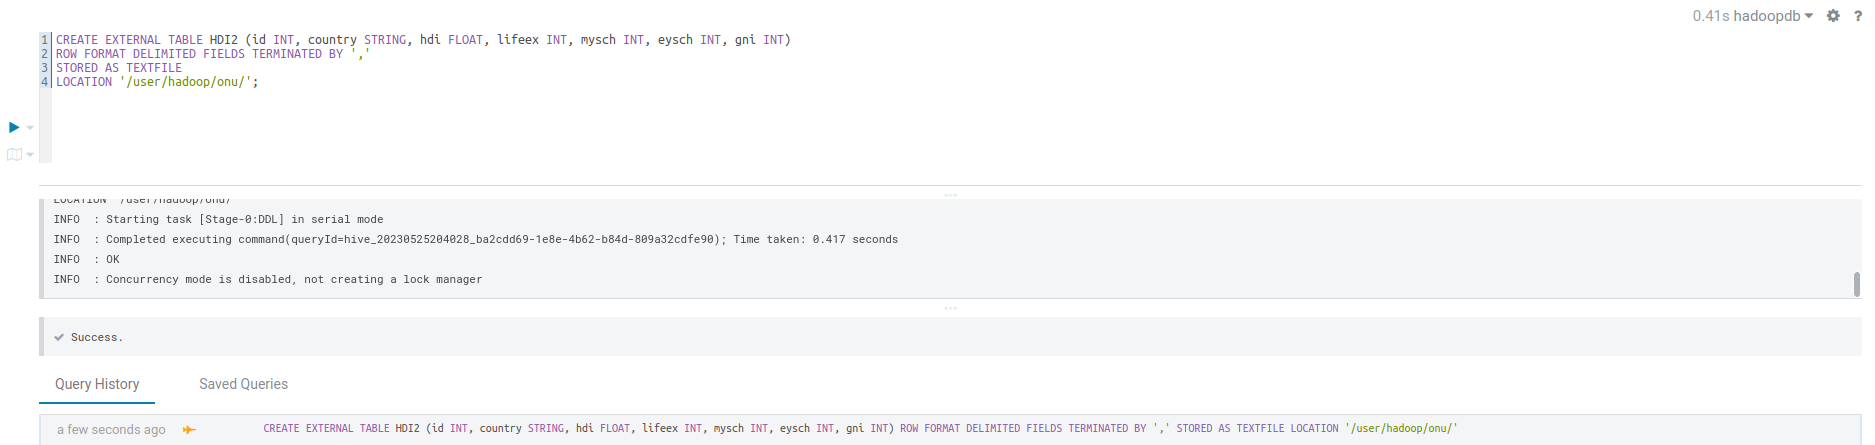 0.41s hadoopdb ?
1 CREATE EXTERNAL TABLE HDI2 (id INT, country STRING, hdi FLOAT, lifeex INT, mysch INT, eysch INT, gni INT)
2 ROW FORMAT DELIMITED FIELDS TERMINATED BY ','
3 STORED AS TEXTFILE
4 LOCATION '/user/hadoop/onu/';
LOCATION '/user/hadoop/onu/'
INFO : Starting task [Stage-0:DDL] in serial mode
INFO : Completed executing command(queryId=hive_20230525204028_ba2cdd69-1e8e-4b62-b84d-809a32cdfe90); Time taken: 0.417 seconds
INFO : OK
INFO : Concurrency mode is disabled, not creating a lock manager
Success.
Query History Saved Queries
a few seconds ago CREATE EXTERNAL TABLE HDI2 (id INT, country STRING, hdi FLOAT, lifeex INT, mysch INT, eysch INT, gni INT) ROW FORMAT DELIMITED FIELDS TERMINATED BY ',' STORED AS TEXTFILE LOCATION '/user/hadoop/onu/'